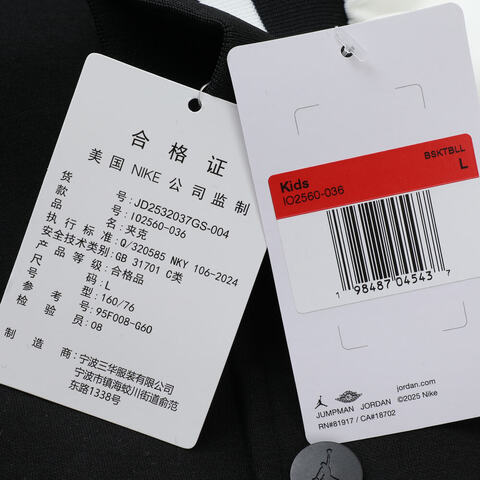 合格证
美国 NIKE 公司监制
货号: JD2532037GS-004
款号: IO2560-036
品名: 夹克
执行标准: Q/320585 NKY 106-2024
安全技术类别: GB 31701 C类
产品等级: 合格品
尺码: L
号型: 160/76
参考号: 95F008-G60
检验员: 08
制造商: 宁波三华服装有限公司
宁波市镇海蛟川街道俞范
东路1338号
BSKTBLL
Kids
L
IO2560-036
1 98487 04543 7
JUMPMAN JORDAN
jordan.com
©2025 Nike
RN#81917 / CA#18702